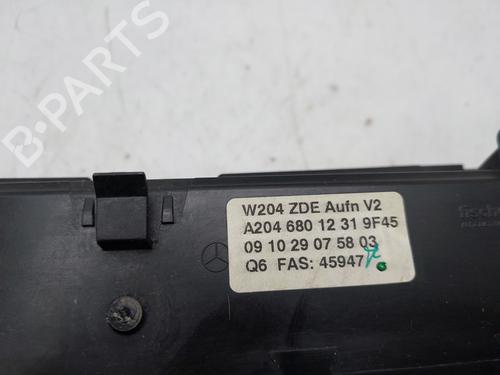 B-PARTS
W204 ZDE Aufn V2
A204 680 12 31 9F45
09 10 29 07 58 03
Q6 FAS: 45947
fischer